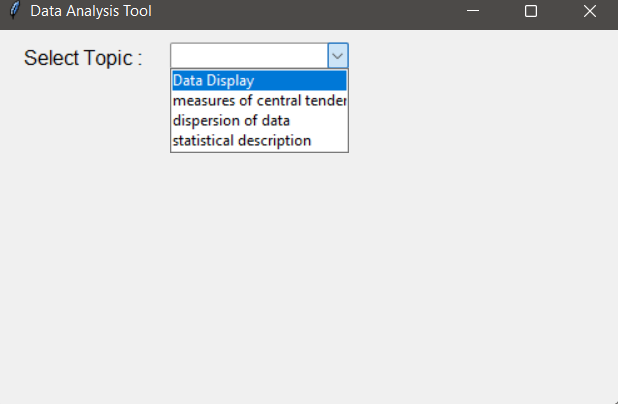 Data Analysis Tool
Select Topic :
Data Display
measures of central tender
dispersion of data
statistical description